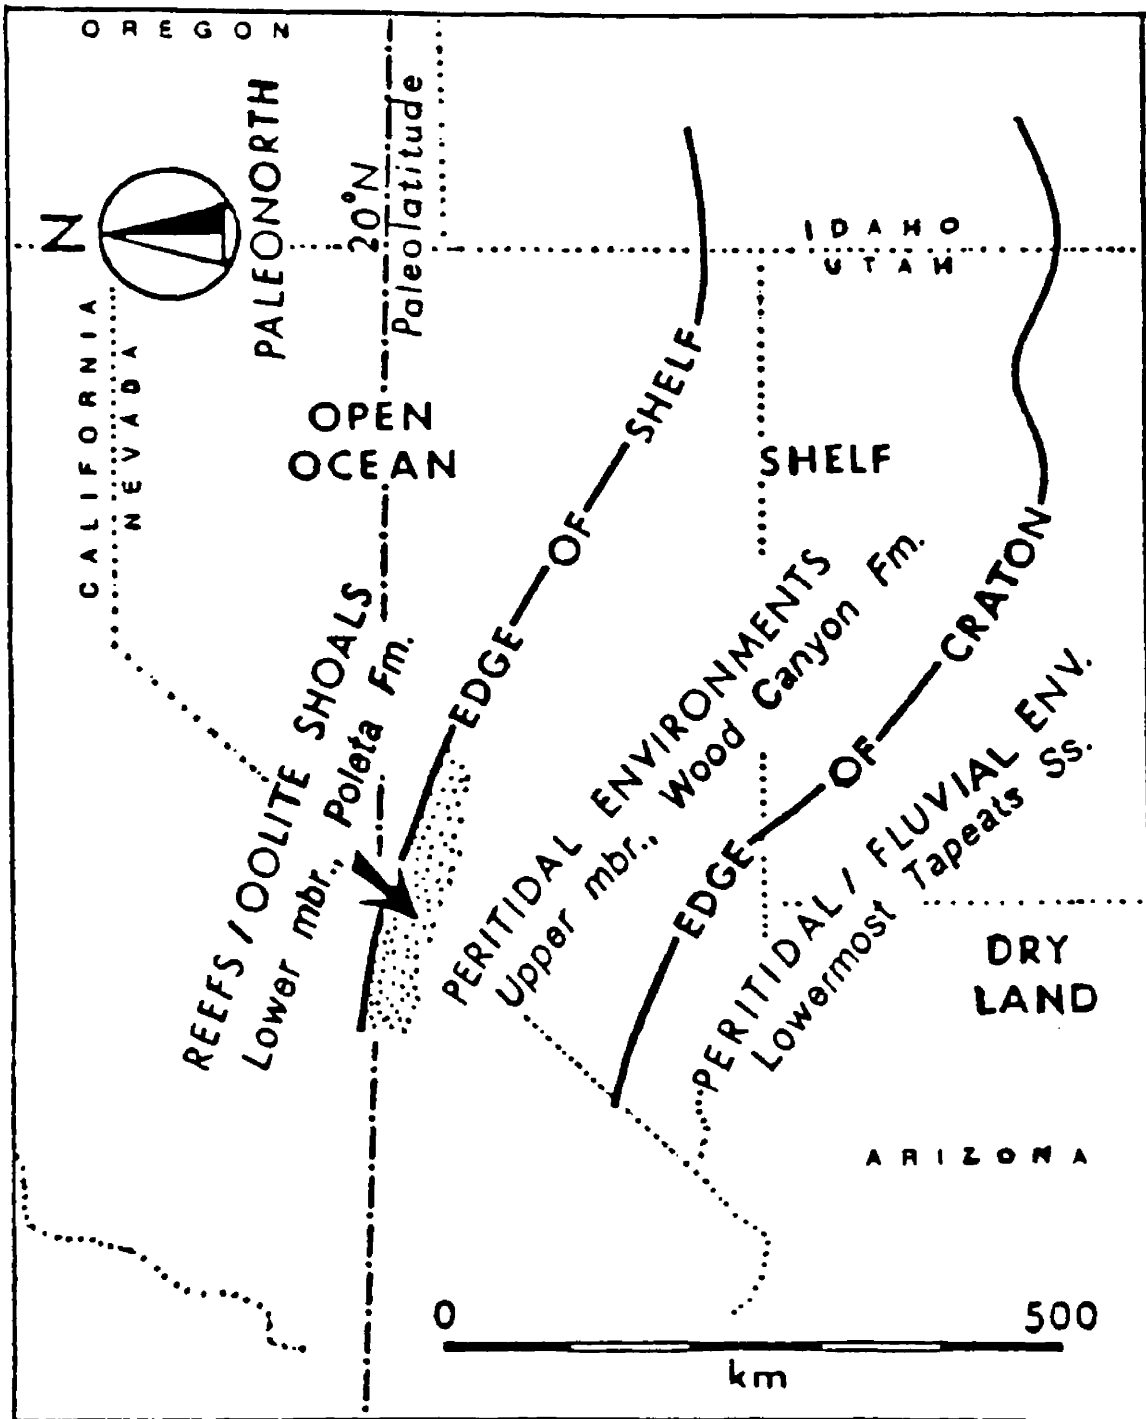 OREGON
N
PALEONORTH
20°N
Paleolatitude
IDAHO
UTAH
CALIFORNIA
NEVADA
OPEN
OCEAN
EDGE OF SHELF
SHELF
REEFS / OOLITE SHOALS
Lower mbr., Poleta Fm.
PERITIDAL ENVIRONMENTS
Upper mbr., Wood Canyon Fm.
EDGE OF CRATON
PERITIDAL / FLUVIAL ENV.
Lowermost Tapeats Ss.
DRY
LAND
ARIZONA
0 500
km